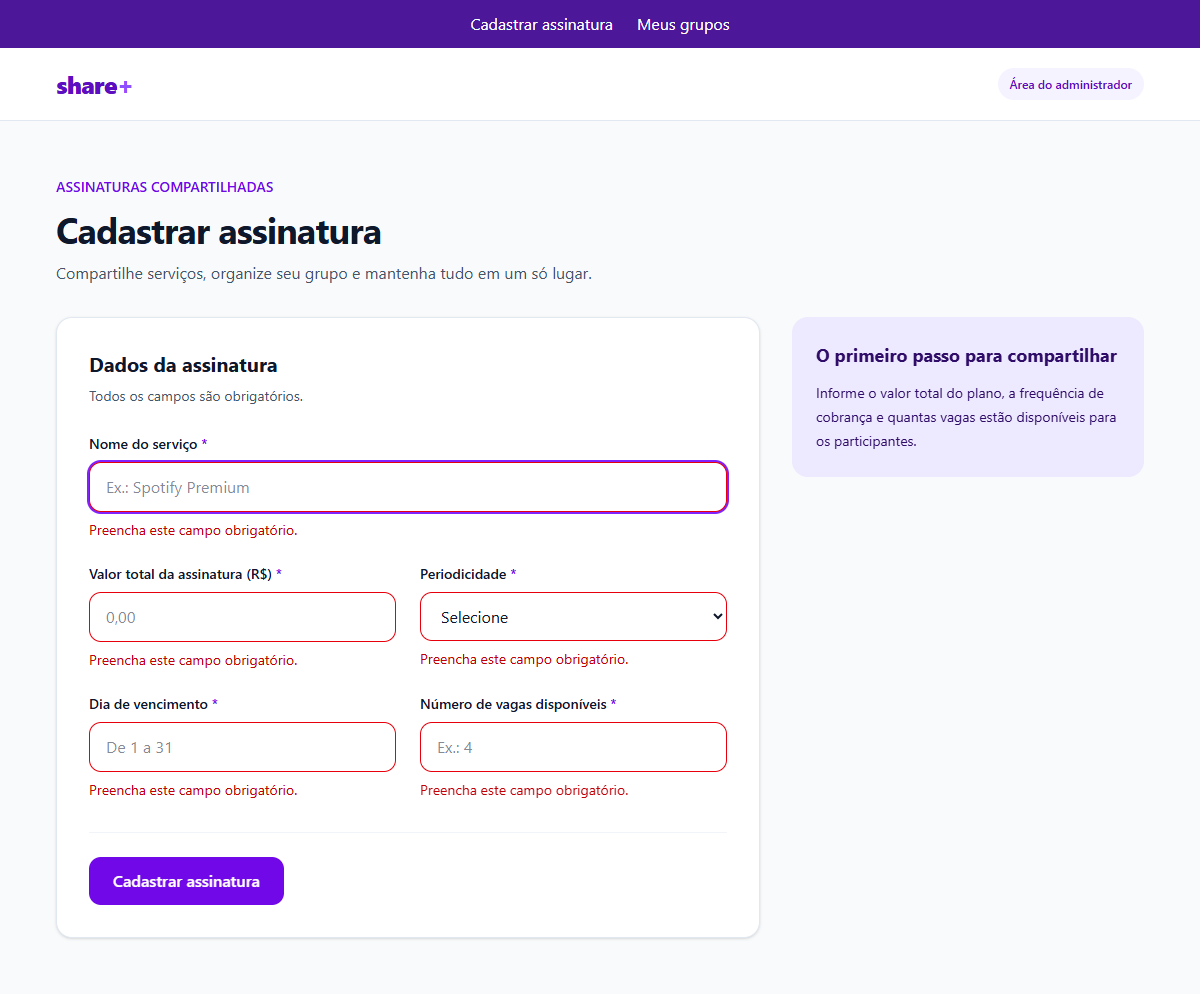 Cadastrar assinatura Meus grupos
share+
Área do administrador
ASSINATURAS COMPARTILHADAS
Cadastrar assinatura
Compartilhe serviços, organize seu grupo e mantenha tudo em um só lugar.
Dados da assinatura
Todos os campos são obrigatórios.
Nome do serviço *
Ex.: Spotify Premium
Preencha este campo obrigatório.
Valor total da assinatura (R$) *
0,00
Preencha este campo obrigatório.
Periodicidade *
Selecione
Preencha este campo obrigatório.
Dia de vencimento *
De 1 a 31
Preencha este campo obrigatório.
Número de vagas disponíveis *
Ex.: 4
Preencha este campo obrigatório.
Cadastrar assinatura
O primeiro passo para compartilhar
Informe o valor total do plano, a frequência de
cobrança e quantas vagas estão disponíveis para
os participantes.